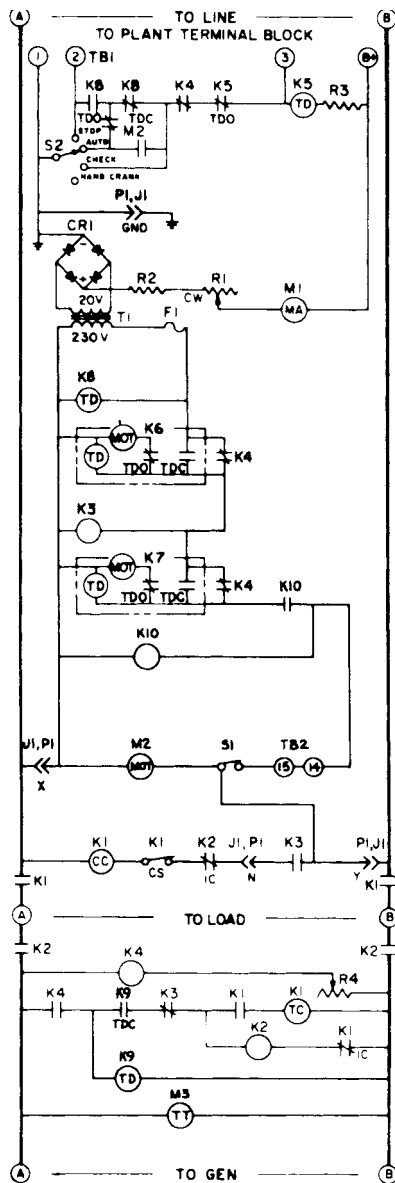 A TO LINE B
TO PLANT TERMINAL BLOCK
1 2 TB1 3 B+
K8 K8 K4 K5 K5 R3
TDO TDC TDO TD
STOP M2
S2 AUTO
CHECK
HAND CRANK
P1,J1
GND
CR1
- +
R2 R1 M1
20V CW MA
T1 F1
230V
K8
TD
MOT K6
TD TDO TDC K4
K3
MOT K7
TD TDO TDC K4 K10
K10
J1,P1 M2 S1 TB2
MOT 15 14
X
K1 K1 K2 J1,P1 K3 P1,J1
CC CS IC N Y
K1 K1
A TO LOAD B
K2 K2
K4
R4
K4 K9 K3 K1 K1
TDC TC
K2 K1
IC
K9
TD
M3
TT
A TO GEN B